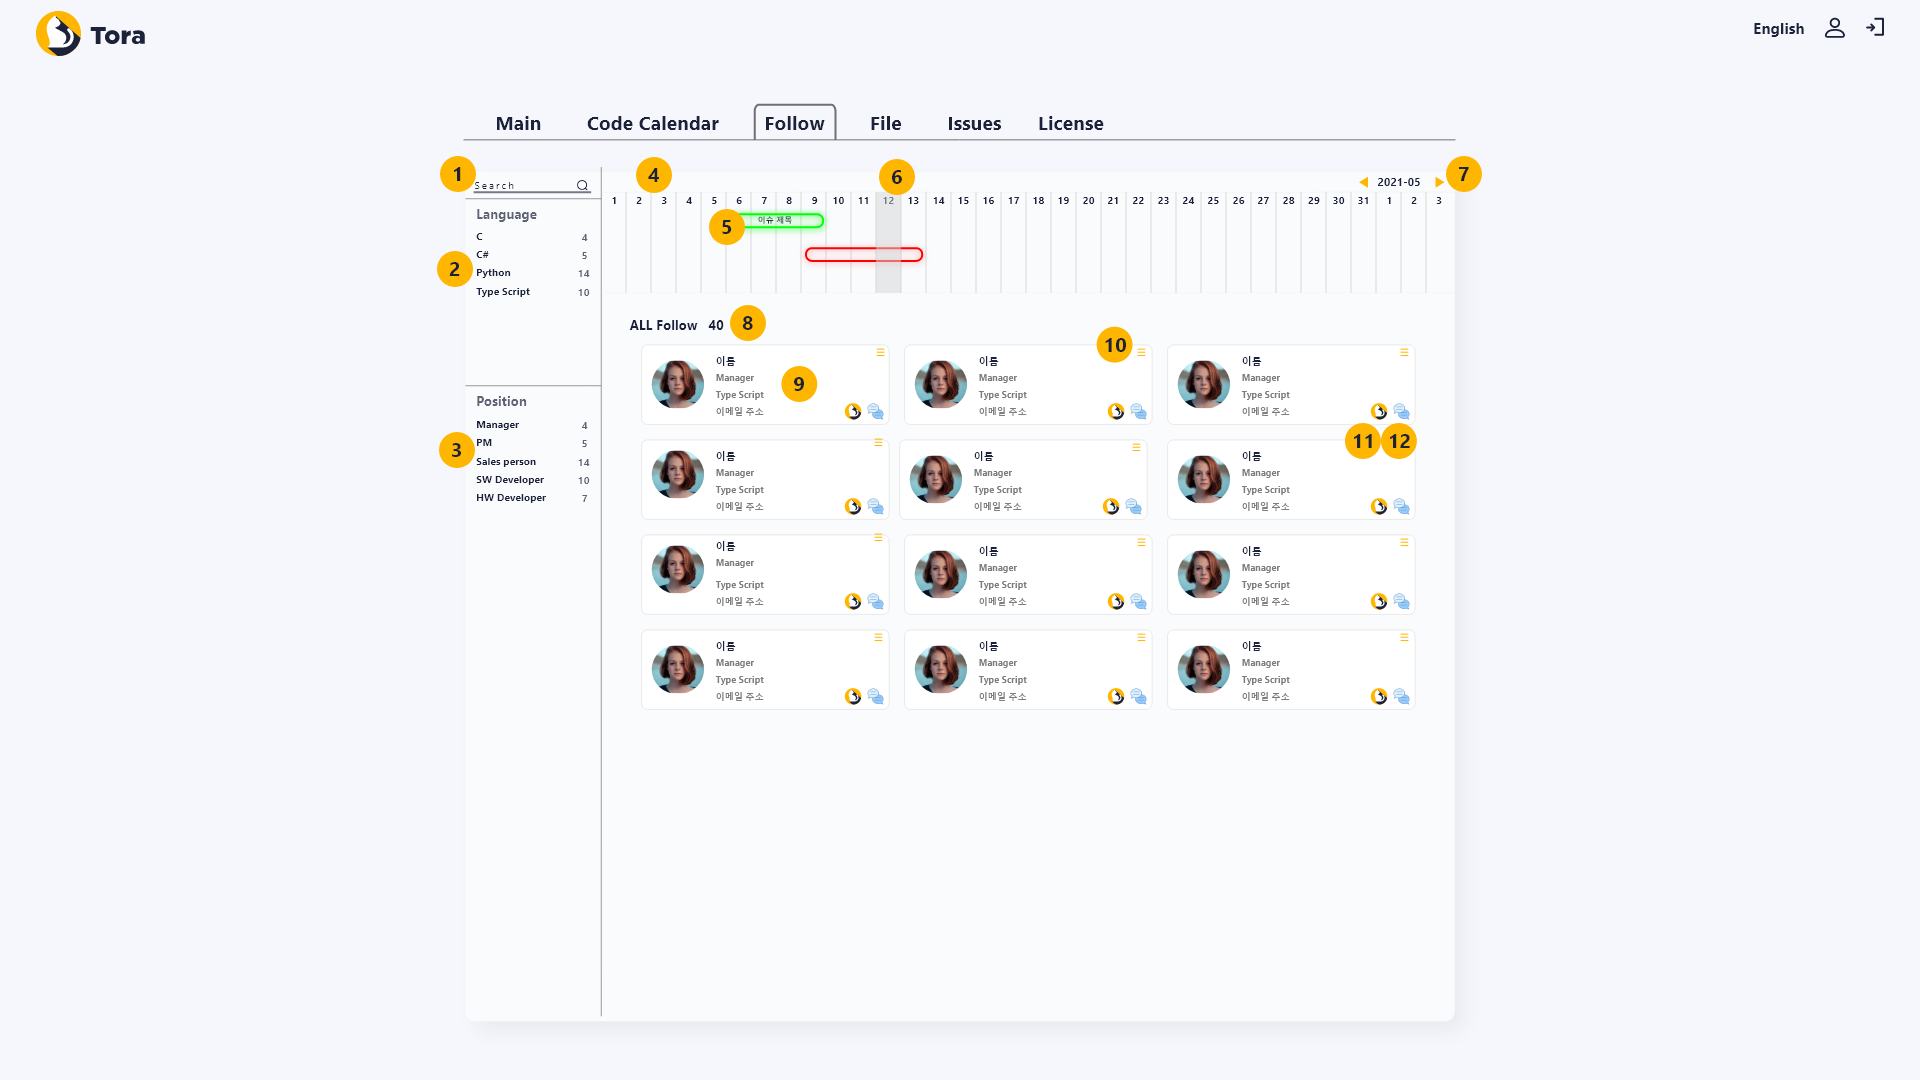 Tora
English
Main Code Calendar Follow File Issues License
1 4 6 7
Search
2021-05
1 2 3 4 5 6 7 8 9 10 11 12 13 14 15 16 17 18 19 20 21 22 23 24 25 26 27 28 29 30 31 1 2 3
5
이슈 제목
Language
C 4
C# 5
2
Python 14
Type Script 10
ALL Follow 40 8
Position
Manager 4
PM 5
3
Sales person 14
SW Developer 10
HW Developer 7
이름
Manager
Type Script
이메일 주소
9
10
이름
Manager
Type Script
이메일 주소
이름
Manager
Type Script
이메일 주소
11 12
이름
Manager
Type Script
이메일 주소
이름
Manager
Type Script
이메일 주소
이름
Manager
Type Script
이메일 주소
이름
Manager
Type Script
이메일 주소
이름
Manager
Type Script
이메일 주소
이름
Manager
Type Script
이메일 주소
이름
Manager
Type Script
이메일 주소
이름
Manager
Type Script
이메일 주소
이름
Manager
Type Script
이메일 주소